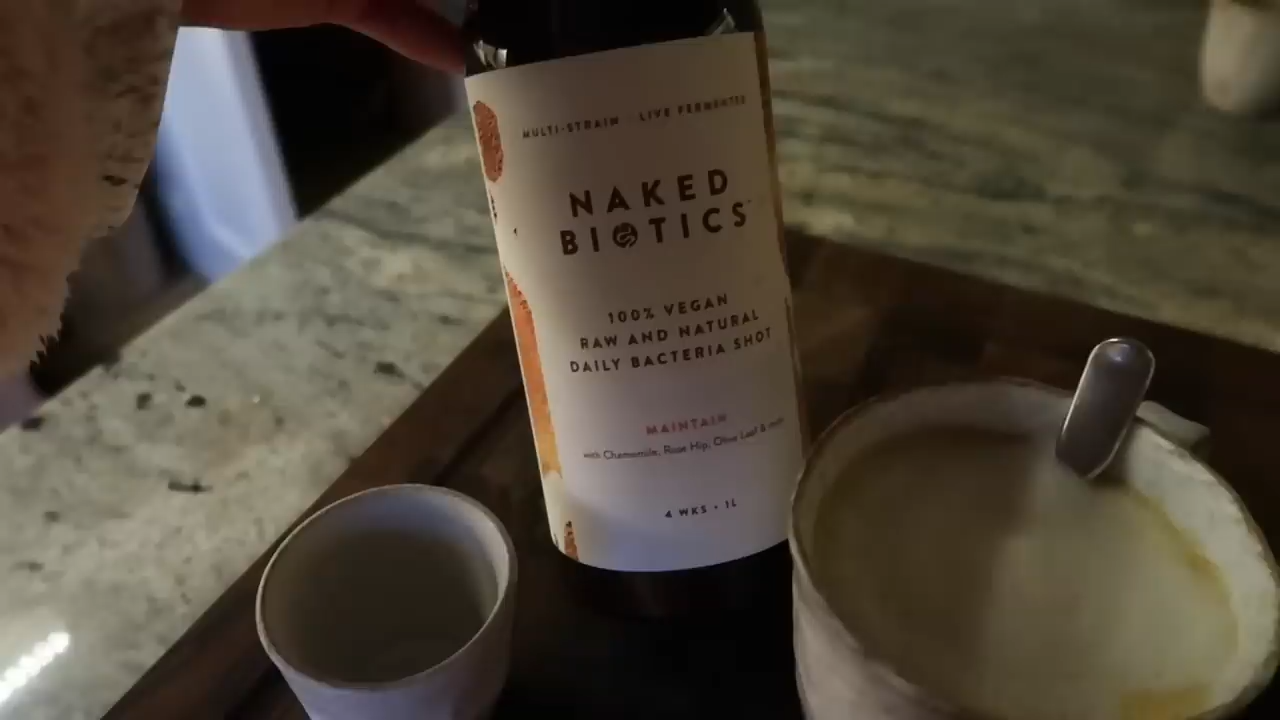 MULTI-STRAIN · LIVE FERMENTED
NAKED
BIOTICS™
100% VEGAN
RAW AND NATURAL
DAILY BACTERIA SHOT
MAINTAIN
with Chamomile, Rose Hip, Olive Leaf &
4 WKS • 1L